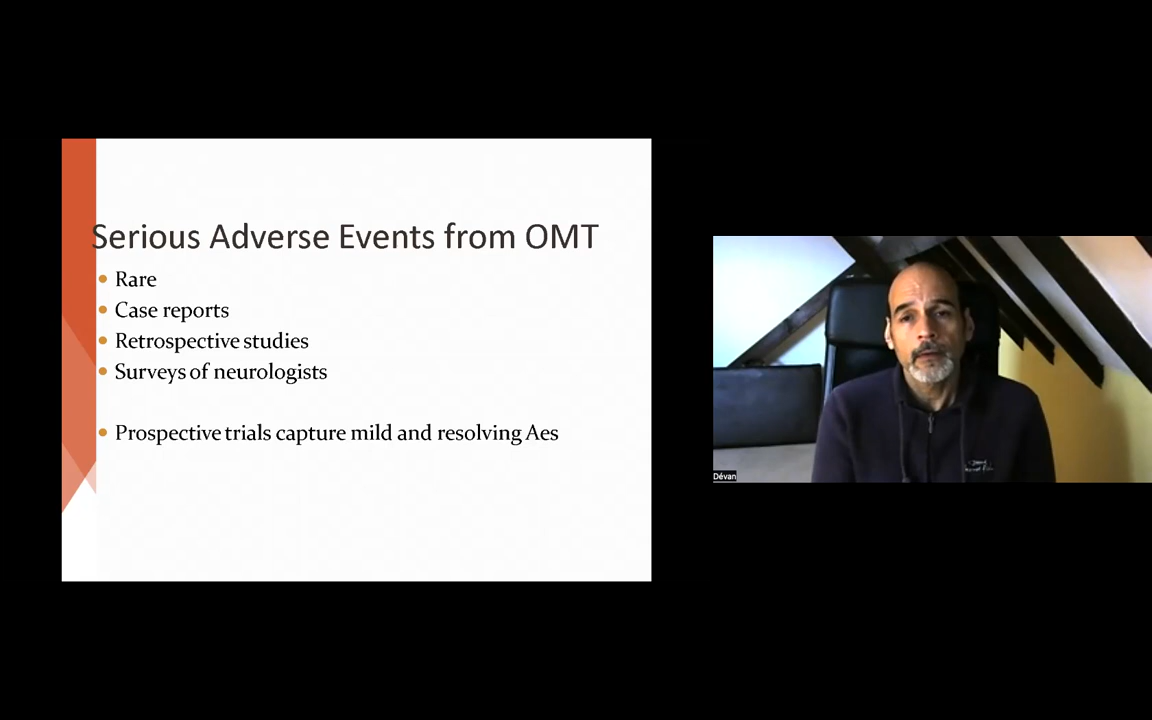 Serious Adverse Events from OMT
Rare
Case reports
Retrospective studies
Surveys of neurologists
Prospective trials capture mild and resolving Aes
Dévan